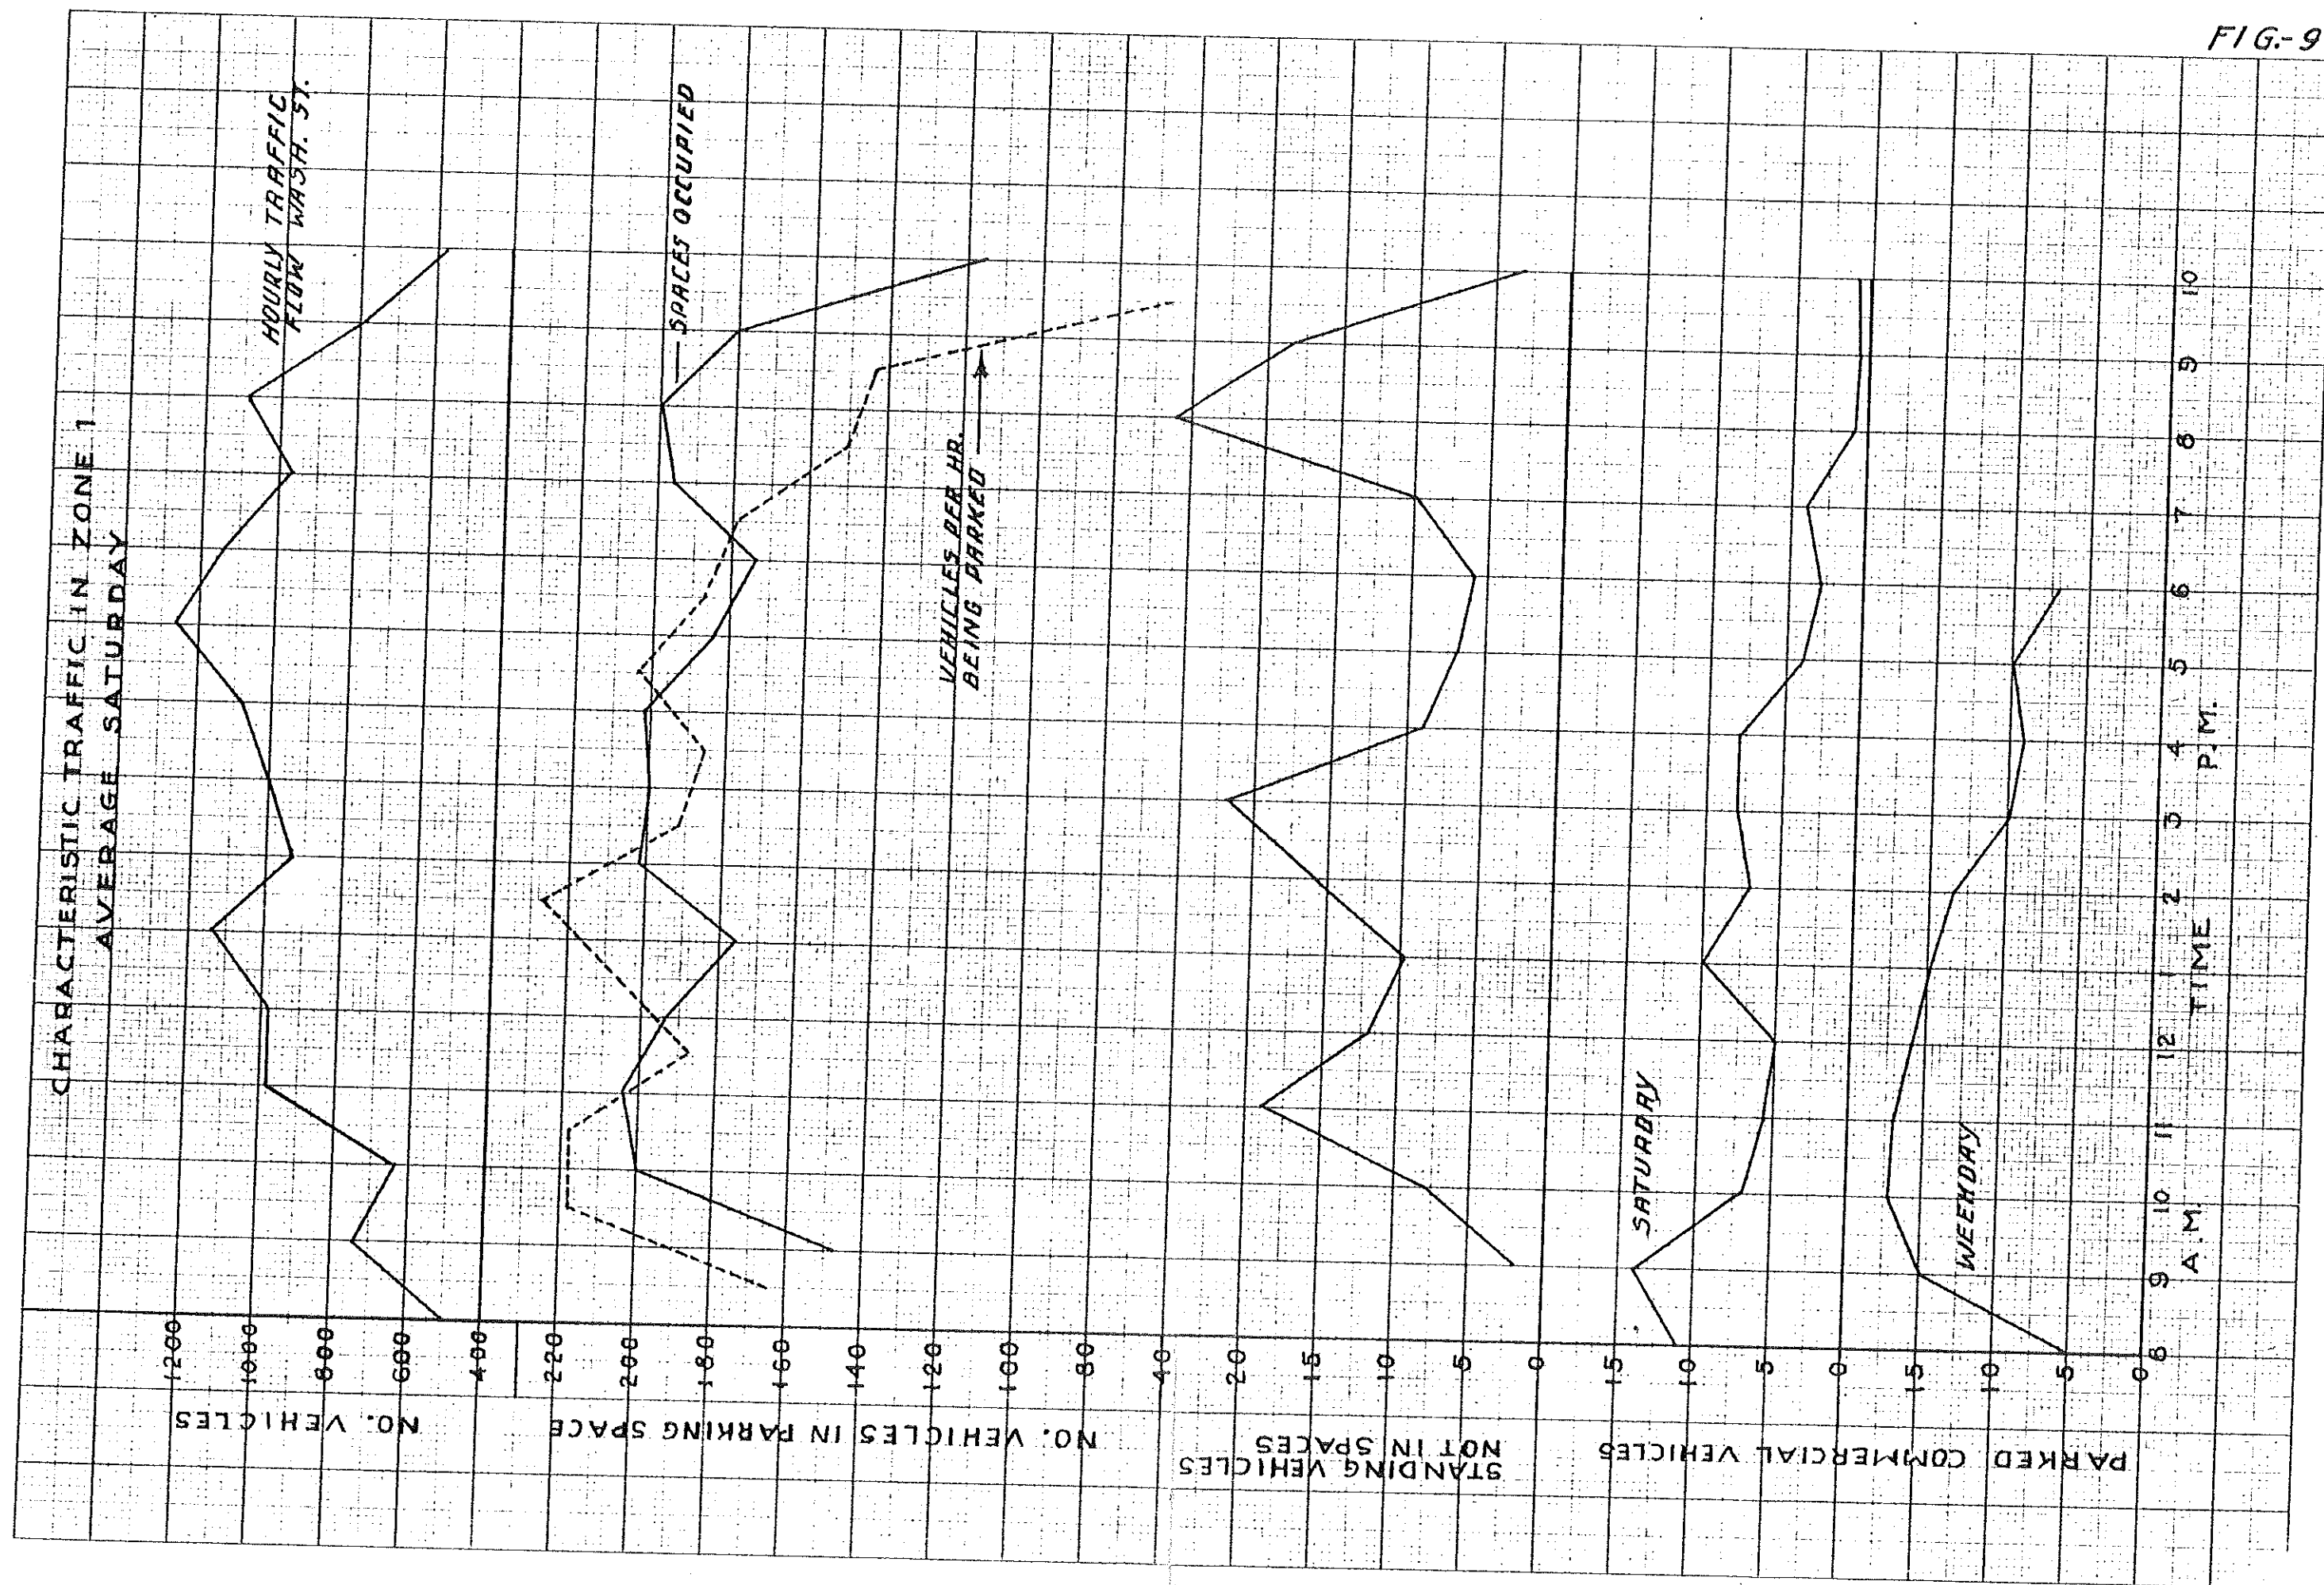 FIG.-9
CHARACTERISTIC TRAFFIC IN ZONE 1
AVERAGE SATURDAY
HOURLY TRAFFIC
FLOW WASH. ST.
NO. VEHICLES
1200
1000
800
600
400
SPACES OCCUPIED
VEHICLES PER HR.
BEING PARKED
NO. VEHICLES IN PARKING SPACE
220
200
180
160
140
120
100
40
STANDING VEHICLES
NOT IN SPACES
20
15
10
5
0
PARKED COMMERCIAL VEHICLES
SATURDAY
15
10
5
0
WEEKDAY
15
10
5
0
8 9 10 11 12 1 2 3 4 5 6 7 8 9 10
A.M. TIME P.M.